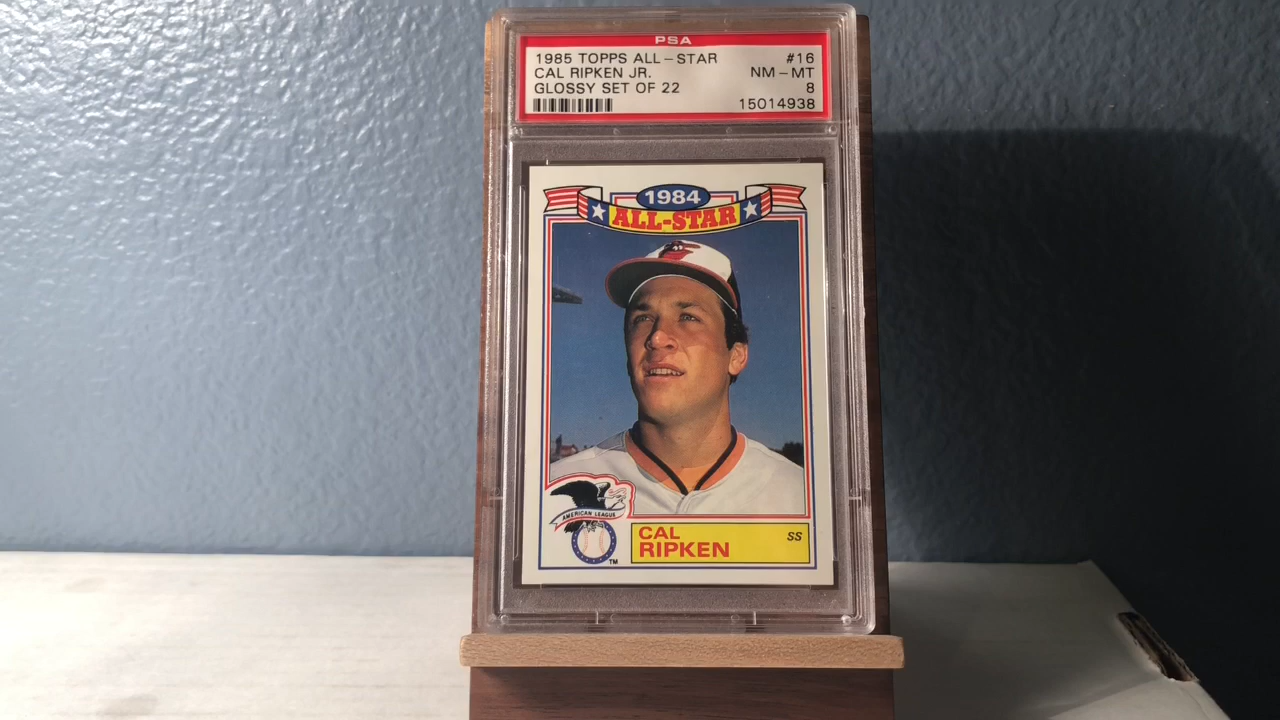 PSA
1985 TOPPS ALL-STAR #16
CAL RIPKEN JR. NM-MT
GLOSSY SET OF 22 8
15014938
1984
ALL-STAR
AMERICAN LEAGUE
TM
CAL
RIPKEN
SS